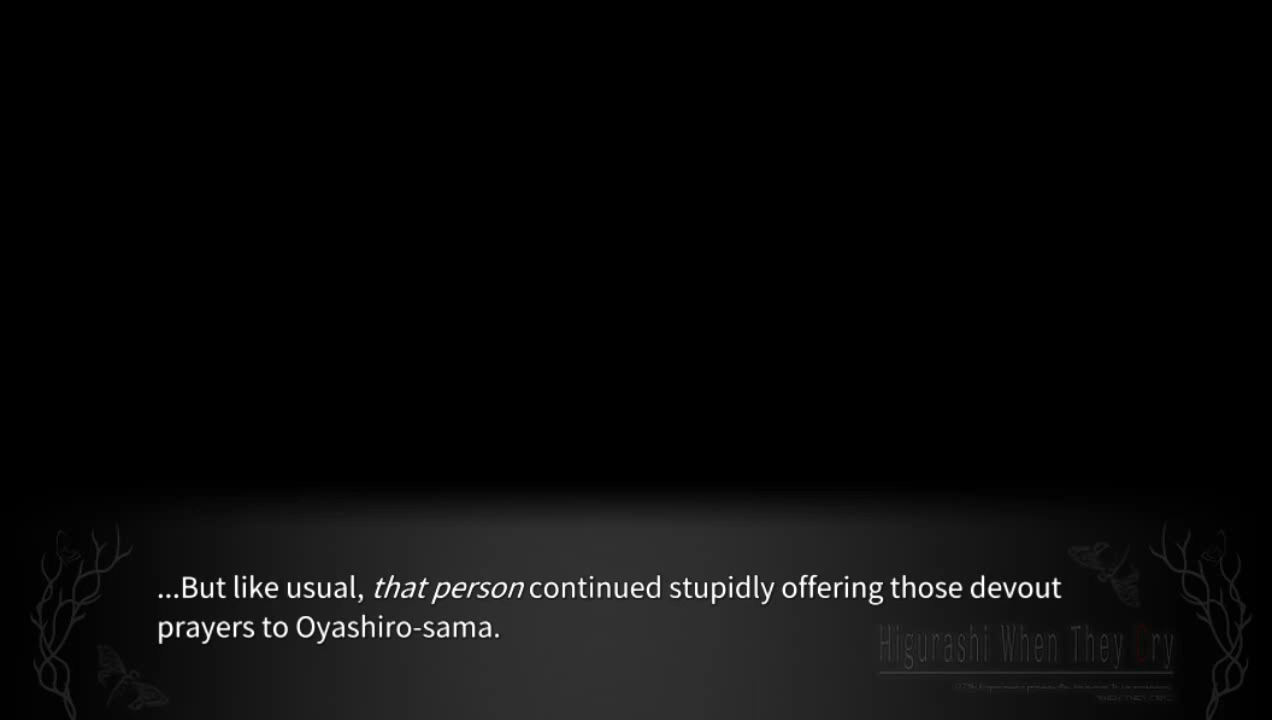 ...But like usual, that person continued stupidly offering those devout
prayers to Oyashiro-sama.
Higurashi When They Cry